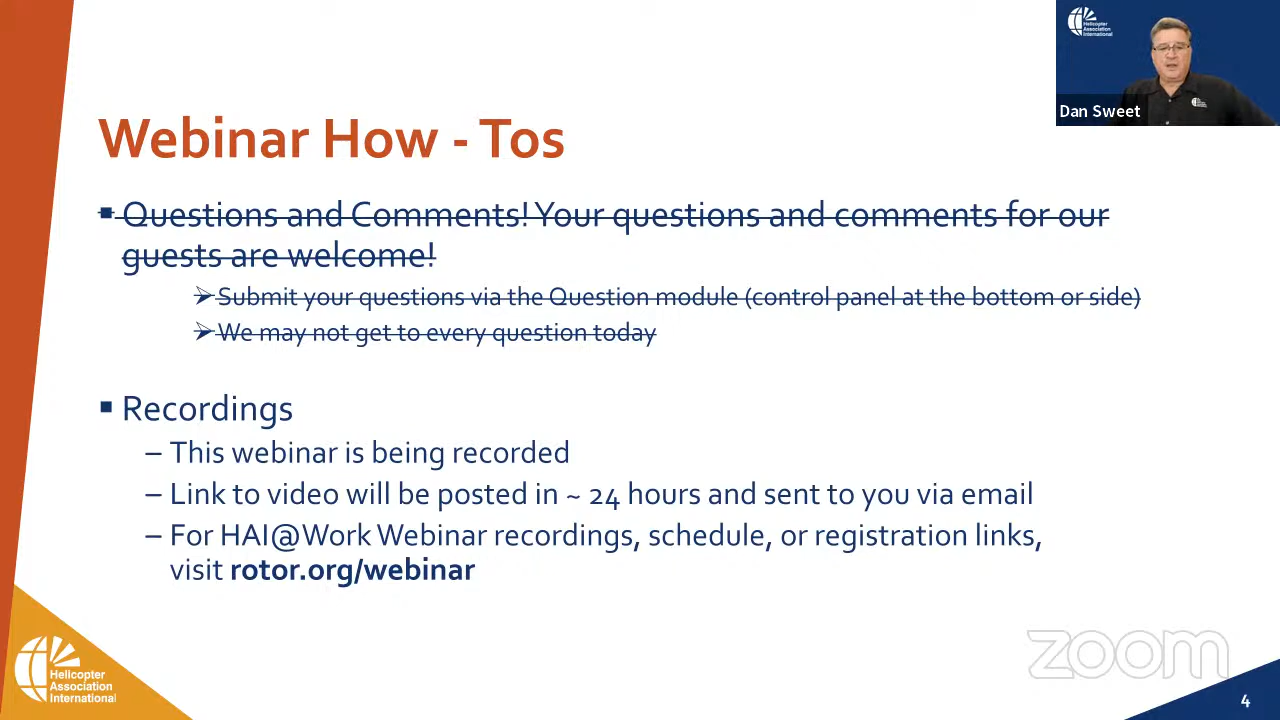 Helicopter
Association
International
Dan Sweet
Webinar How - Tos
Questions and Comments! Your questions and comments for our
guests are welcome!
Submit your questions via the Question module (control panel at the bottom or side)
We may not get to every question today
Recordings
– This webinar is being recorded
– Link to video will be posted in ~ 24 hours and sent to you via email
– For HAI@Work Webinar recordings, schedule, or registration links,
visit rotor.org/webinar
zoom
Helicopter
Association
International
4